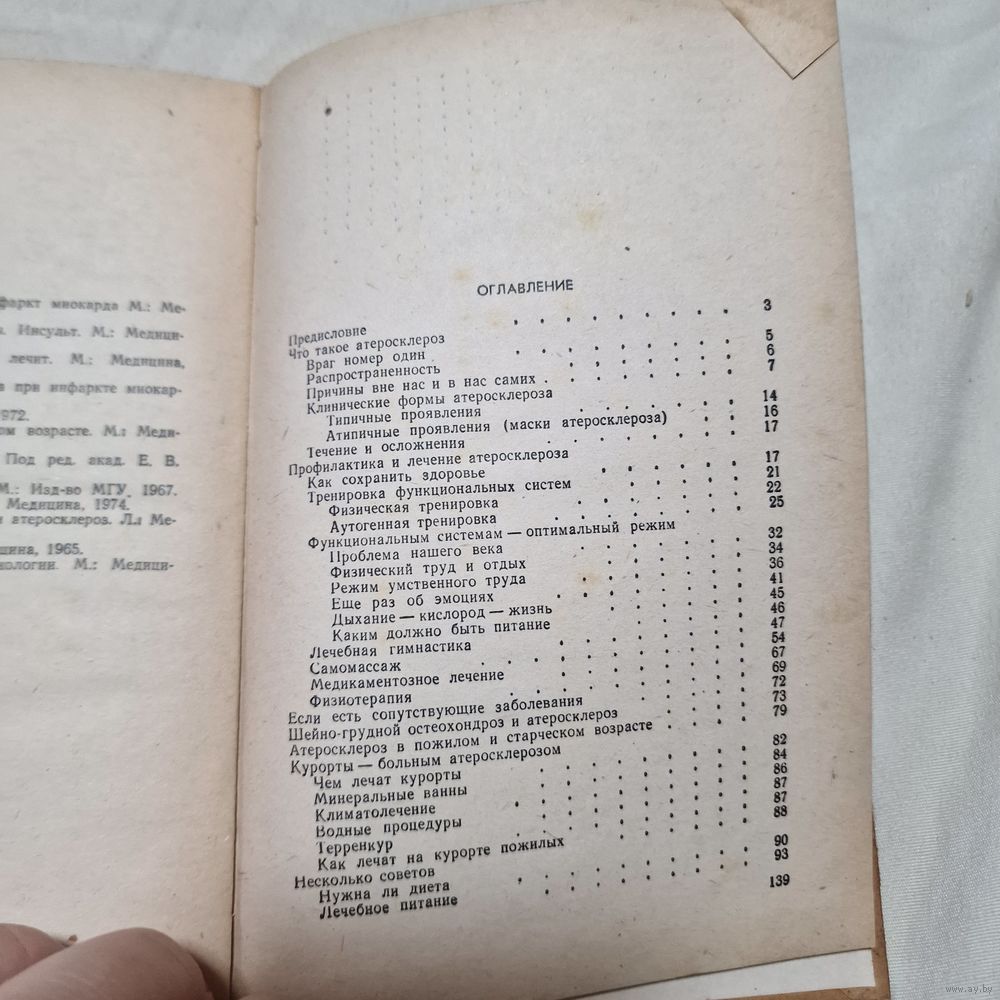 фаркт миокарда М.: Ме-
Инсульт. М.: Медици-
лечит. М.: Медицина,
при инфаркте миокар-
1972.
ом возрасте. М.: Меди-
Под ред. акад. Е. В.
М.: Изд-во МГУ, 1967.
Медицина, 1974.
и атеросклероз. Л.: Ме-
цина, 1965.
нологии. М.: Медици-
ОГЛАВЛЕНИЕ
Предисловие 3
Что такое атеросклероз
Враг номер один 5
Распространенность 6
Причины вне нас и в нас самих 7
Клинические формы атеросклероза
Типичные проявления 14
Атипичные проявления (маски атеросклероза) 16
Течение и осложнения 17
Профилактика и лечение атеросклероза
Как сохранить здоровье 17
Тренировка функциональных систем 21
Физическая тренировка 22
Аутогенная тренировка 25
Функциональным системам — оптимальный режим
Проблема нашего века 32
Физический труд и отдых 34
Режим умственного труда 36
Еще раз об эмоциях 41
Дыхание — кислород — жизнь 45
Каким должно быть питание 46
Лечебная гимнастика 47
Самомассаж 54
Медикаментозное лечение 67
Физиотерапия 69
Если есть сопутствующие заболевания 72
Шейно-грудной остеохондроз и атеросклероз 73
Атеросклероз в пожилом и старческом возрасте 79
Курорты — больным атеросклерозом
Чем лечат курорты 82
Минеральные ванны 84
Климатолечение 86
Водные процедуры 87
Терренкур 87
Как лечат на курорте пожилых 88
Несколько советов
Нужна ли диета 90
Лечебное питание 93
139
www.ay.by